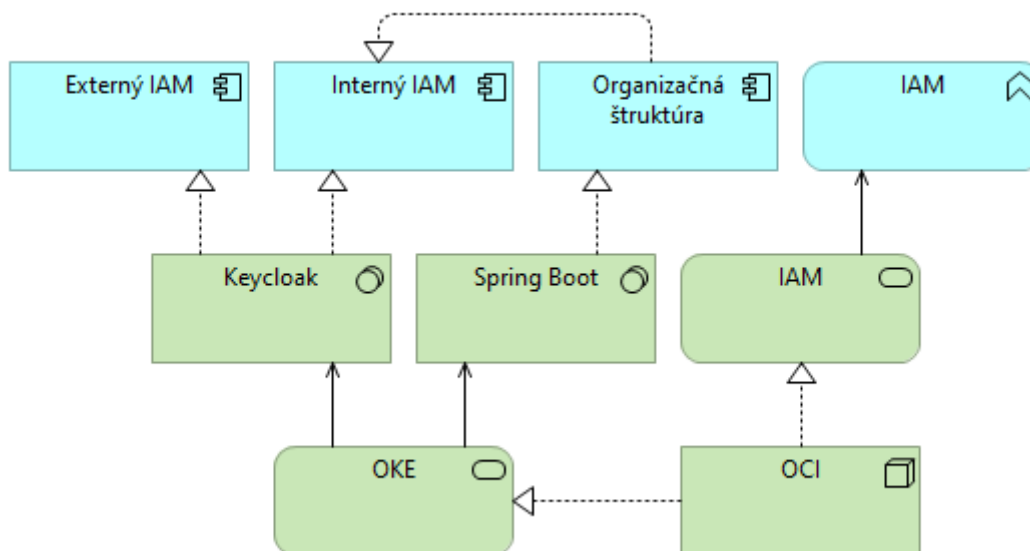 Externý IAM
Interný IAM
Organizačná
štruktúra
IAM
Keycloak
Spring Boot
IAM
OKE
OCI